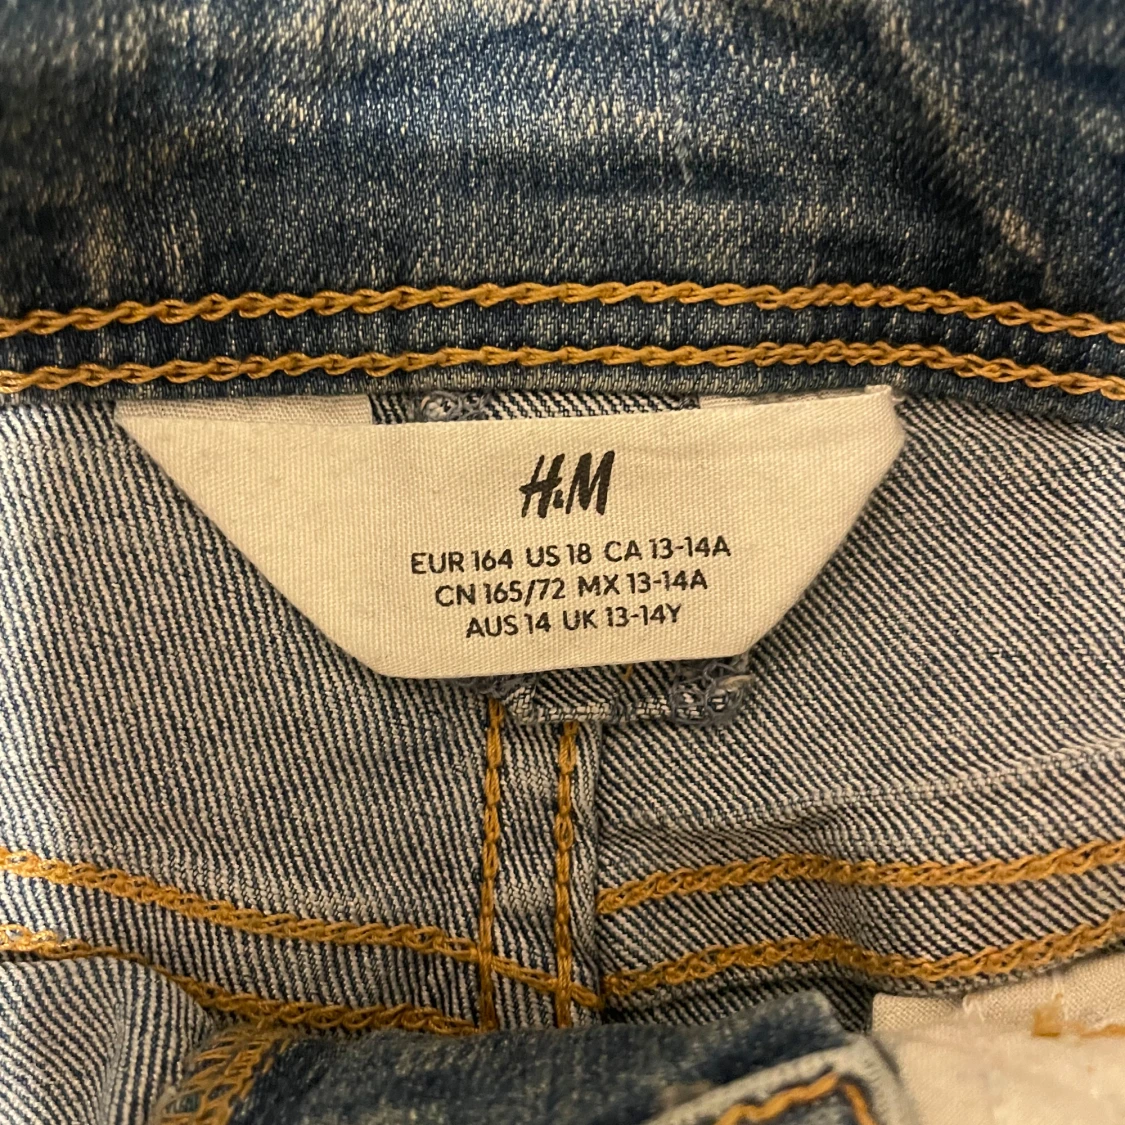 H&M
EUR 164 US 18 CA 13-14A
CN 165/72 MX 13-14A
AUS 14 UK 13-14Y